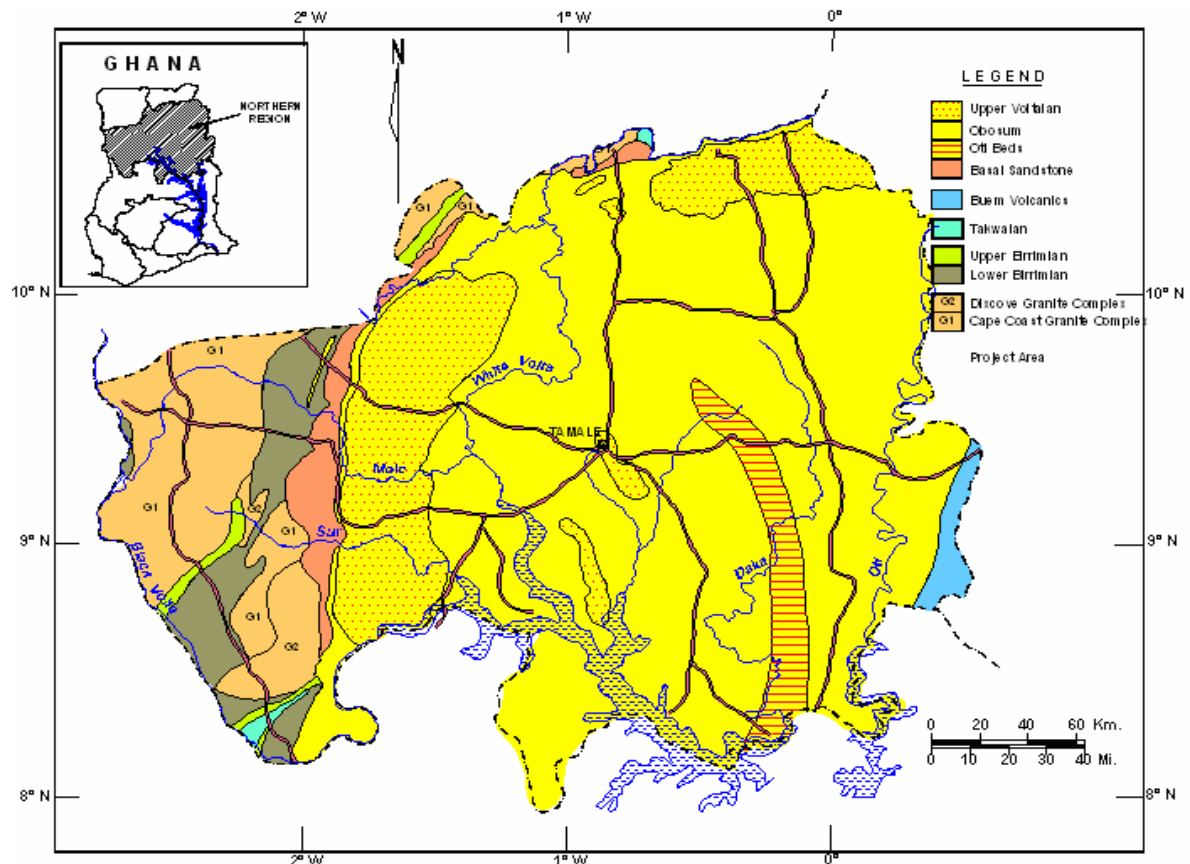 2° W 1° W 0°
GHANA
NORTHERN
REGION
N
LEGEND
Upper Voltaian
Obosum
Oti Beds
Basal Sandstone
Buem Volcanics
Takwaian
Upper Birrimian
Lower Birrimian
G2 Discove Granite Complex
G1 Cape Coast Granite Complex
Project Area
10° N 10° N
G1
G1
G1
White Volta
TAMALE
Mole
G1
G2
G1
Sul
9° N 9° N
Black Volta
Daka
Oti
G1
G2
0 20 40 60 Km.
0 10 20 30 40 Mi.
8° N 8° N
2° W 1° W 0°